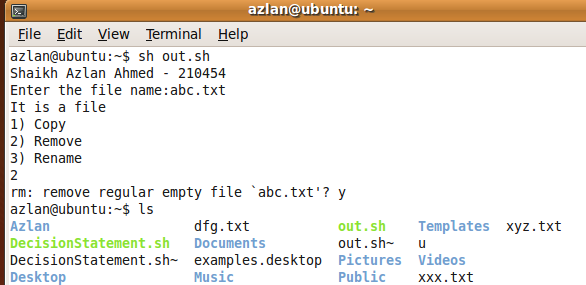 azlan@ubuntu: ~
File Edit View Terminal Help
azlan@ubuntu:~$ sh out.sh
Shaikh Azlan Ahmed - 210454
Enter the file name:abc.txt
It is a file
1) Copy
2) Remove
3) Rename
2
rm: remove regular empty file `abc.txt'? y
azlan@ubuntu:~$ ls
Azlan dfg.txt out.sh Templates xyz.txt
DecisionStatement.sh Documents out.sh~ u
DecisionStatement.sh~ examples.desktop Pictures Videos
Desktop Music Public xxx.txt